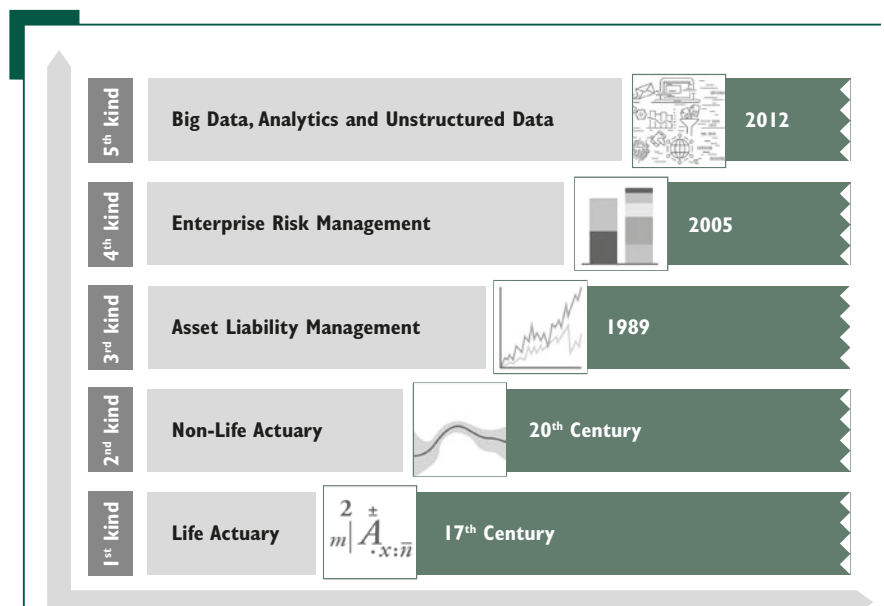 5th kind
Big Data, Analytics and Unstructured Data
2012
4th kind
Enterprise Risk Management
2005
3rd kind
Asset Liability Management
1989
2nd kind
Non-Life Actuary
20th Century
1st kind
Life Actuary
2 ±
m| A
·x:n̅
17th Century